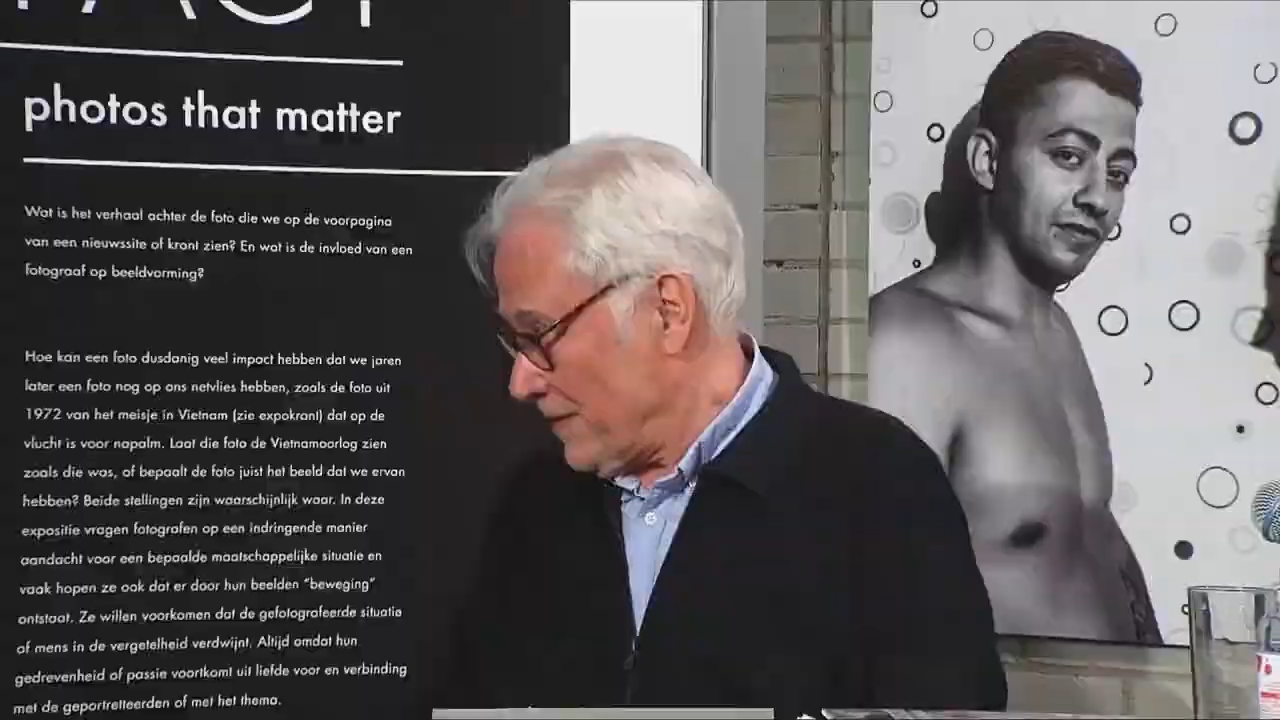 photos that matter
Wat is het verhaal achter de foto die we op de voorpagina
van een nieuwssite of krant zien? En wat is de invloed van een
fotograaf op beeldvorming?
Hoe kan een foto dusdanig veel impact hebben dat we jaren
later een foto nog op ons netvlies hebben, zoals de foto uit
1972 van het meisje in Vietnam (zie expokrant) dat op de
vlucht is voor napalm. Laat die foto de Vietnamoorlog zien
zoals die was, of bepaalt de foto juist het beeld dat we ervan
hebben? Beide stellingen zijn waarschijnlijk waar. In deze
expositie vragen fotografen op een indringende manier
aandacht voor een bepaalde maatschappelijke situatie en
vaak hopen ze ook dat er door hun beelden "beweging"
ontstaat. Ze willen voorkomen dat de gefotografeerde situatie
of mens in de vergetelheid verdwijnt. Altijd omdat hun
gedrevenheid of passie voortkomt uit liefde voor en verbinding
met de geportretteerden of met het thema.